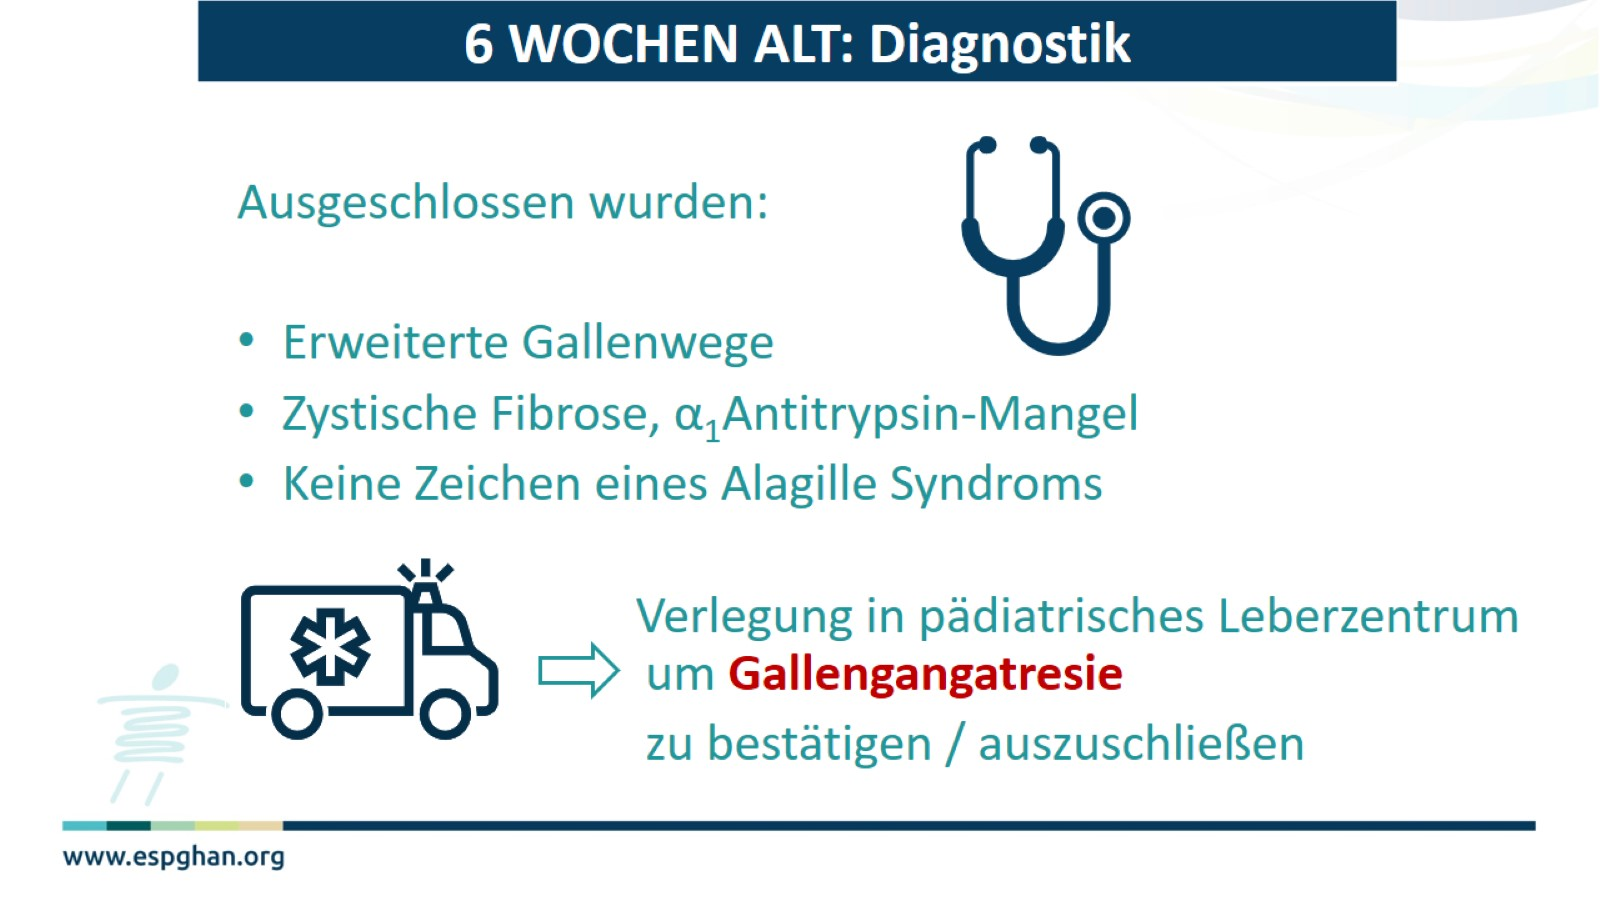 6 WOCHEN ALT: Diagnostik
Ausgeschlossen wurden:
• Erweiterte Gallenwege
• Zystische Fibrose, α₁Antitrypsin-Mangel
• Keine Zeichen eines Alagille Syndroms
Verlegung in pädiatrisches Leberzentrum
um Gallengangatresie
zu bestätigen / auszuschließen
www.espghan.org